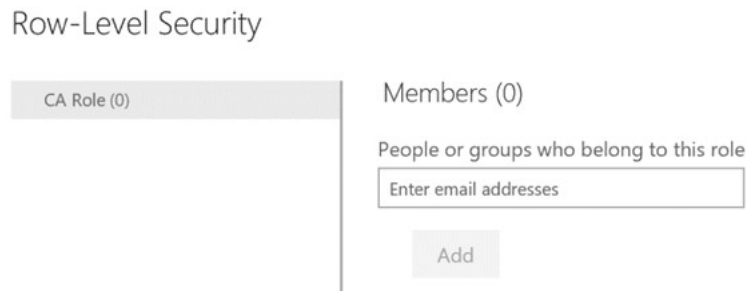 Row-Level Security
CA Role (0)
Members (0)
People or groups who belong to this role
Enter email addresses
Add